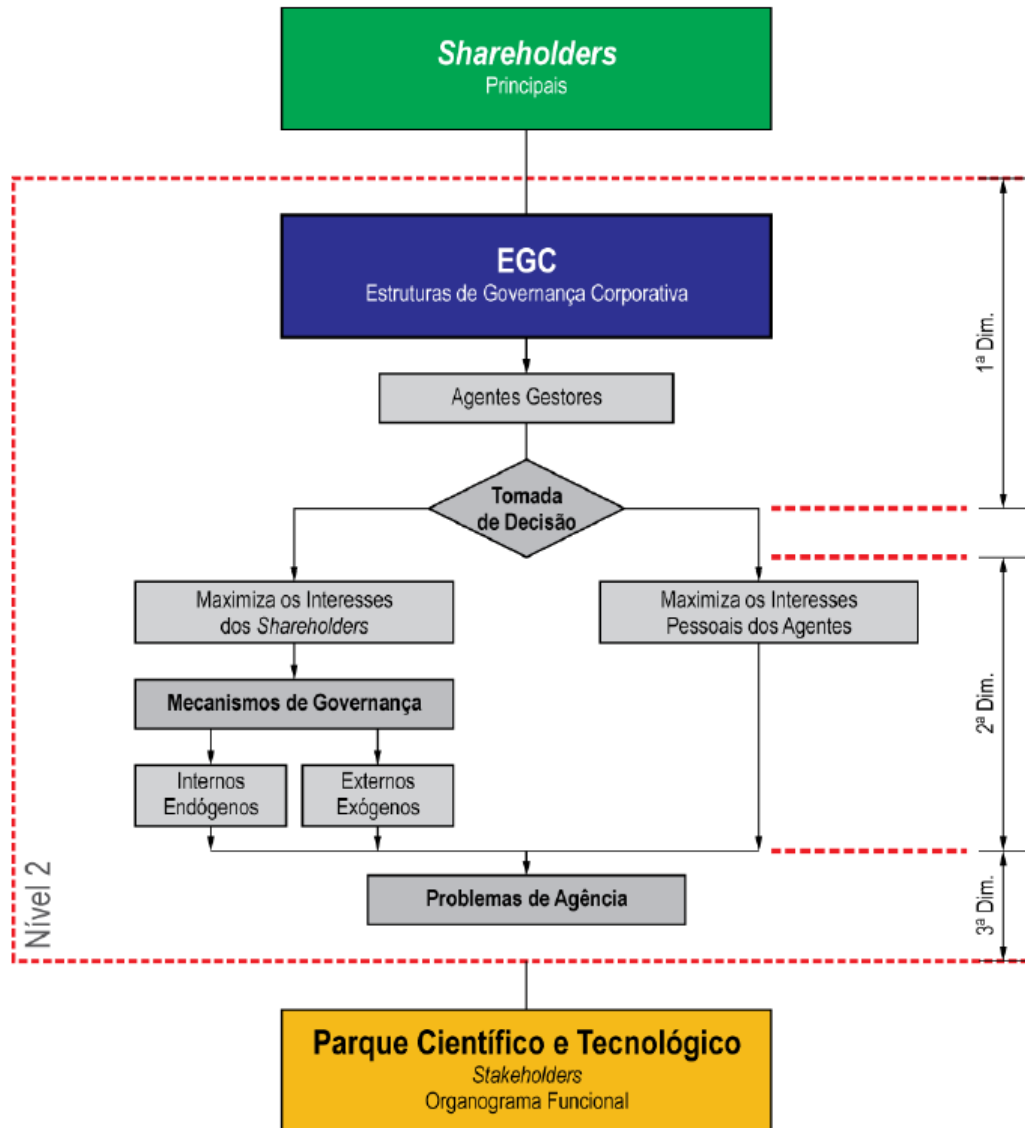 Shareholders
Principais
EGC
Estruturas de Governança Corporativa
1ª Dim.
Agentes Gestores
Tomada
de Decisão
Maximiza os Interesses
dos Shareholders
Maximiza os Interesses
Pessoais dos Agentes
2ª Dim.
Mecanismos de Governança
Internos
Endógenos
Externos
Exógenos
Nível 2
Problemas de Agência
3ª Dim.
Parque Científico e Tecnológico
Stakeholders
Organograma Funcional